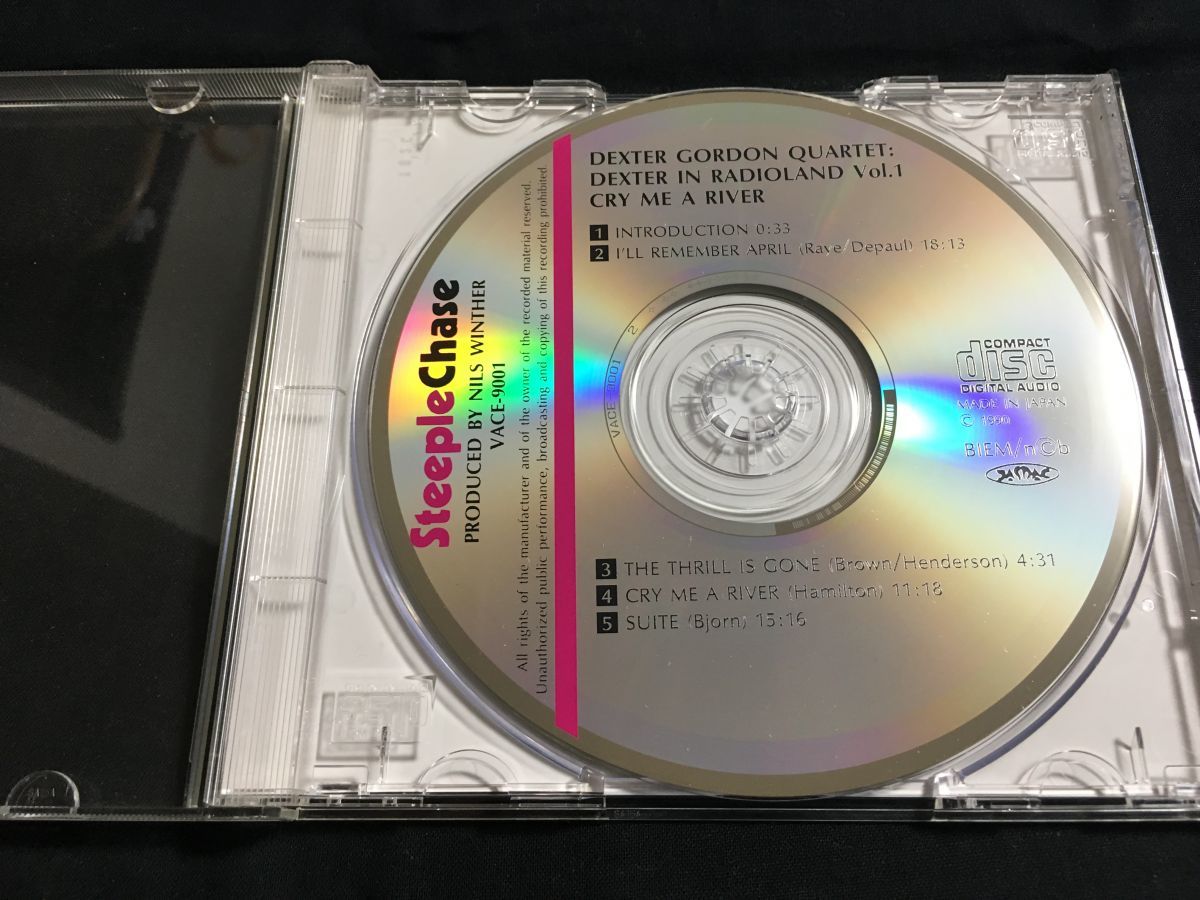 DEXTER GORDON QUARTET:
DEXTER IN RADIOLAND Vol.1
CRY ME A RIVER
1 INTRODUCTION 0:33
2 I'LL REMEMBER APRIL (Raye/Depaul) 18:13
SteepleChase
PRODUCED BY NILS WINTHER
VACE-9001
All rights of the manufacturer and of the owner of the recorded material reserved.
Unauthorized public performance, broadcasting and copying of this recording prohibited
VACE-9001 2
COMPACT
disc
DIGITAL AUDIO
MADE IN JAPAN
C 1990
BIEM/n©b
JASRAC
3 THE THRILL IS GONE (Brown/Henderson) 4:31
4 CRY ME A RIVER (Hamilton) 11:18
5 SUITE (Bjorn) 15:16